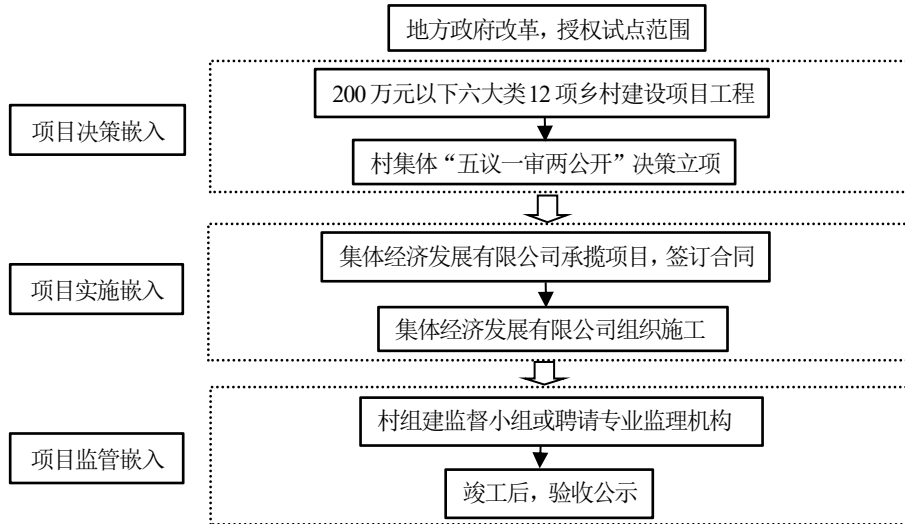 地方政府改革，授权试点范围
200 万元以下六大类 12 项乡村建设项目工程
项目决策嵌入
村集体“五议一审两公开”决策立项
集体经济发展有限公司承揽项目，签订合同
项目实施嵌入
集体经济发展有限公司组织施工
村组建监督小组或聘请专业监理机构
项目监管嵌入
竣工后，验收公示